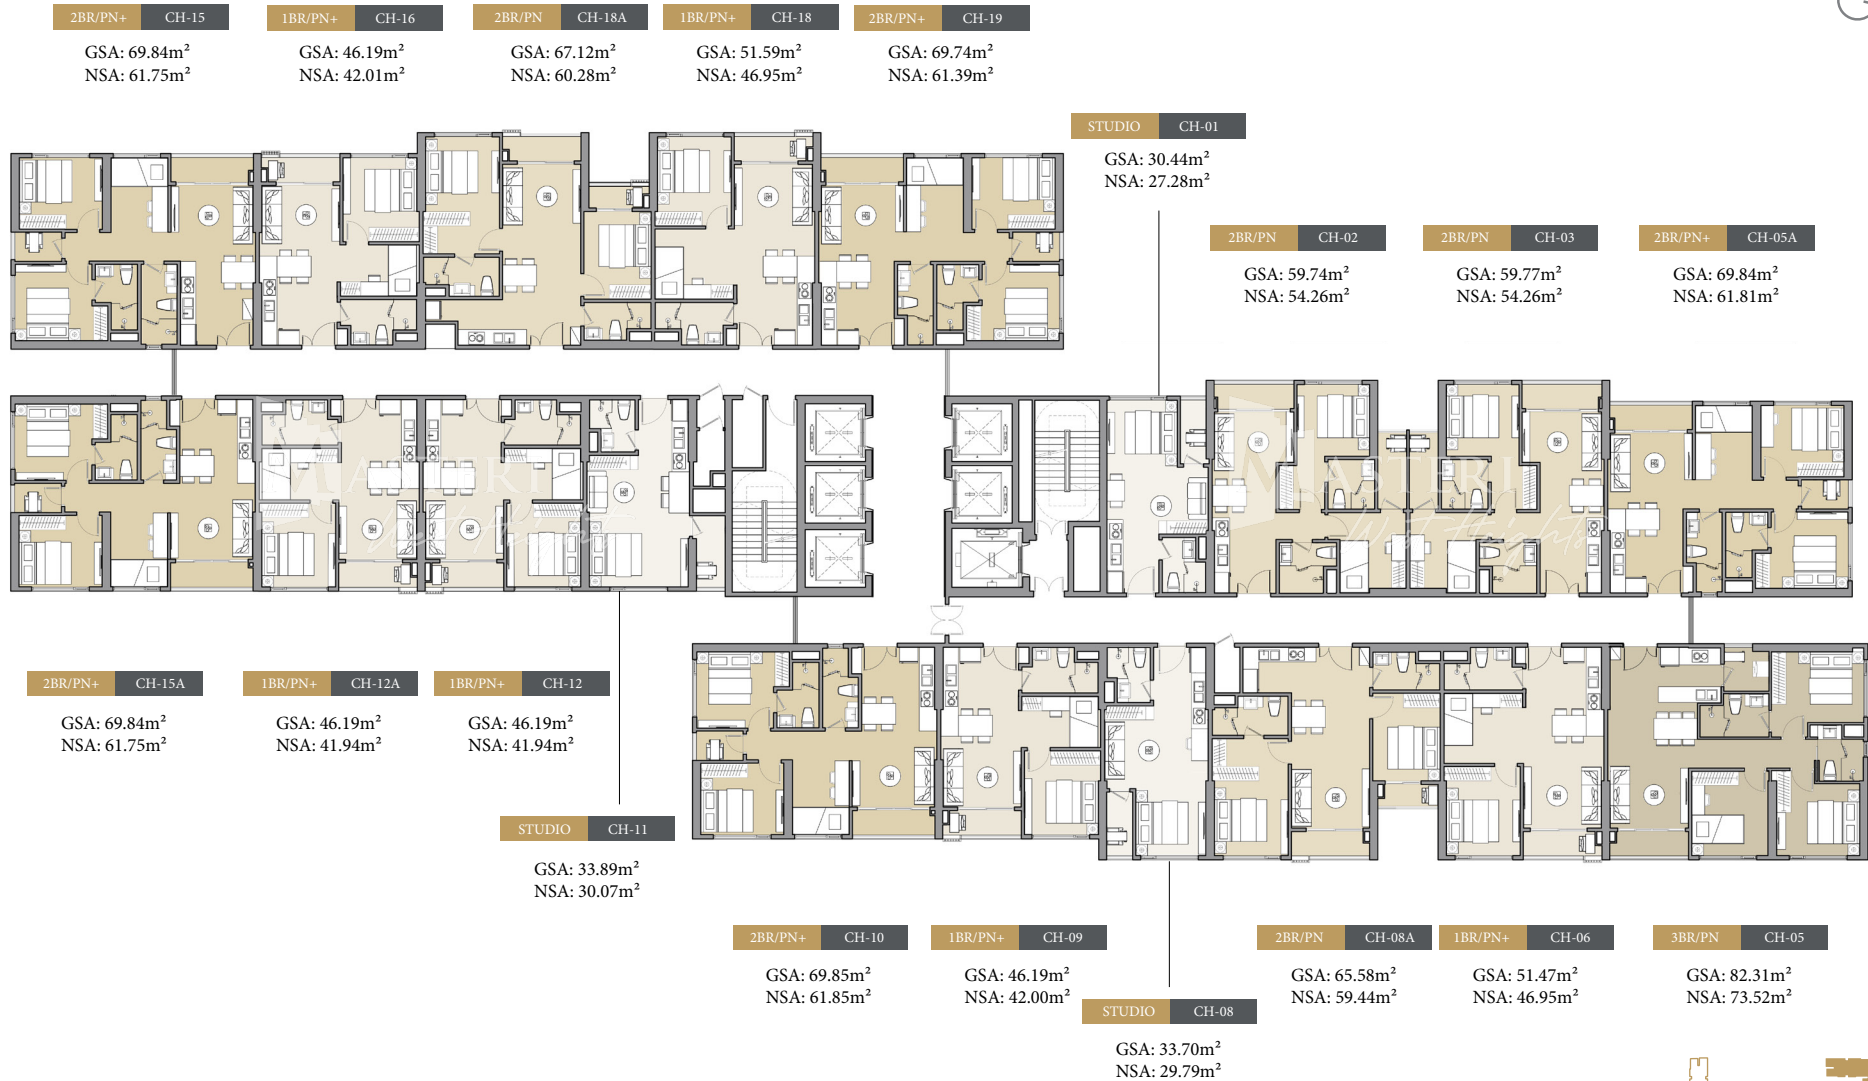 2BR/PN+ CH-15
GSA: 69.84m²
NSA: 61.75m²
1BR/PN+ CH-16
GSA: 46.19m²
NSA: 42.01m²
2BR/PN CH-18A
GSA: 67.12m²
NSA: 60.28m²
1BR/PN+ CH-18
GSA: 51.59m²
NSA: 46.95m²
2BR/PN+ CH-19
GSA: 69.74m²
NSA: 61.39m²
STUDIO CH-01
GSA: 30.44m²
NSA: 27.28m²
2BR/PN CH-02
GSA: 59.74m²
NSA: 54.26m²
2BR/PN CH-03
GSA: 59.77m²
NSA: 54.26m²
2BR/PN+ CH-05A
GSA: 69.84m²
NSA: 61.81m²
MASTERI
West Heights
MASTERI
West Heights
2BR/PN+ CH-15A
GSA: 69.84m²
NSA: 61.75m²
1BR/PN+ CH-12A
GSA: 46.19m²
NSA: 41.94m²
1BR/PN+ CH-12
GSA: 46.19m²
NSA: 41.94m²
STUDIO CH-11
GSA: 33.89m²
NSA: 30.07m²
2BR/PN+ CH-10
GSA: 69.85m²
NSA: 61.85m²
1BR/PN+ CH-09
GSA: 46.19m²
NSA: 42.00m²
STUDIO CH-08
GSA: 33.70m²
NSA: 29.79m²
2BR/PN CH-08A
GSA: 65.58m²
NSA: 59.44m²
1BR/PN+ CH-06
GSA: 51.47m²
NSA: 46.95m²
3BR/PN CH-05
GSA: 82.31m²
NSA: 73.52m²